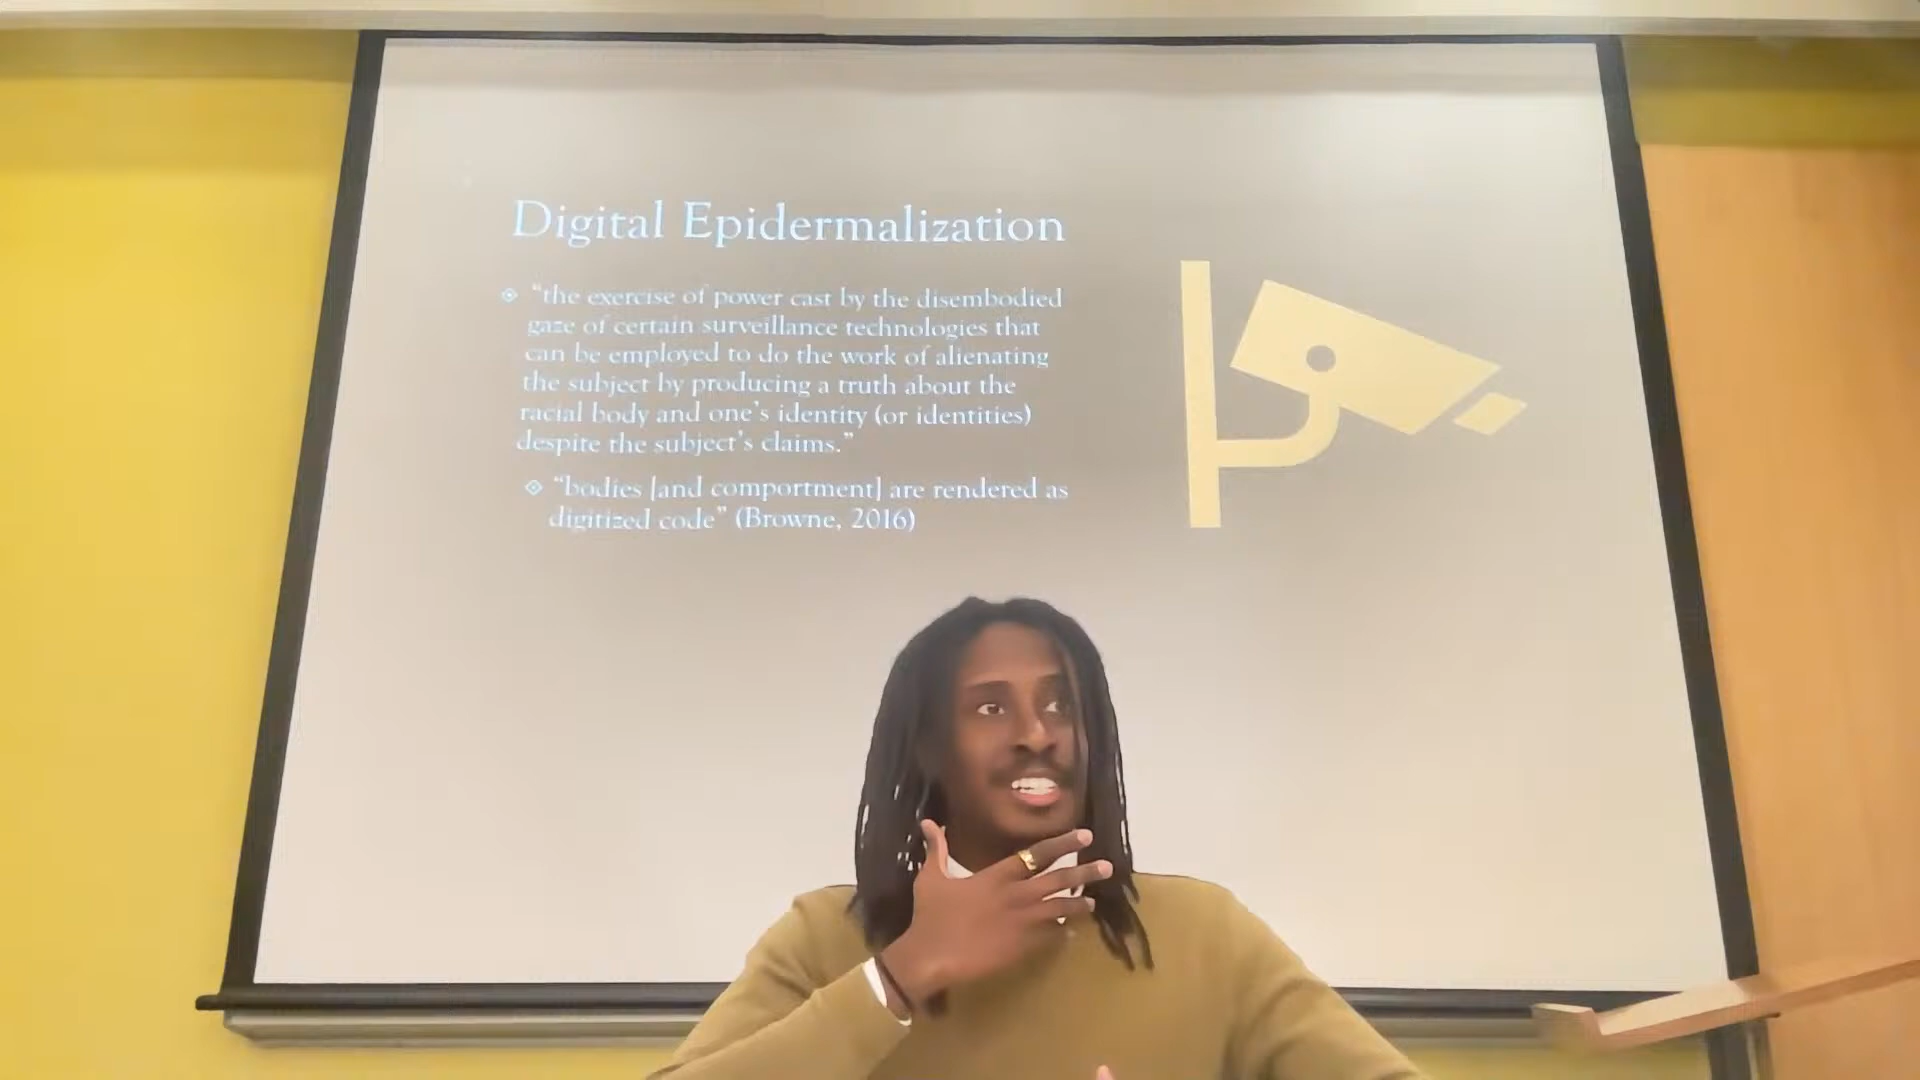 Digital Epidermalization
“the exercise of power cast by the disembodied
gaze of certain surveillance technologies that
can be employed to do the work of alienating
the subject by producing a truth about the
racial body and one’s identity (or identities)
despite the subject’s claims.”
“bodies [and comportment] are rendered as
digitized code” (Browne, 2016)